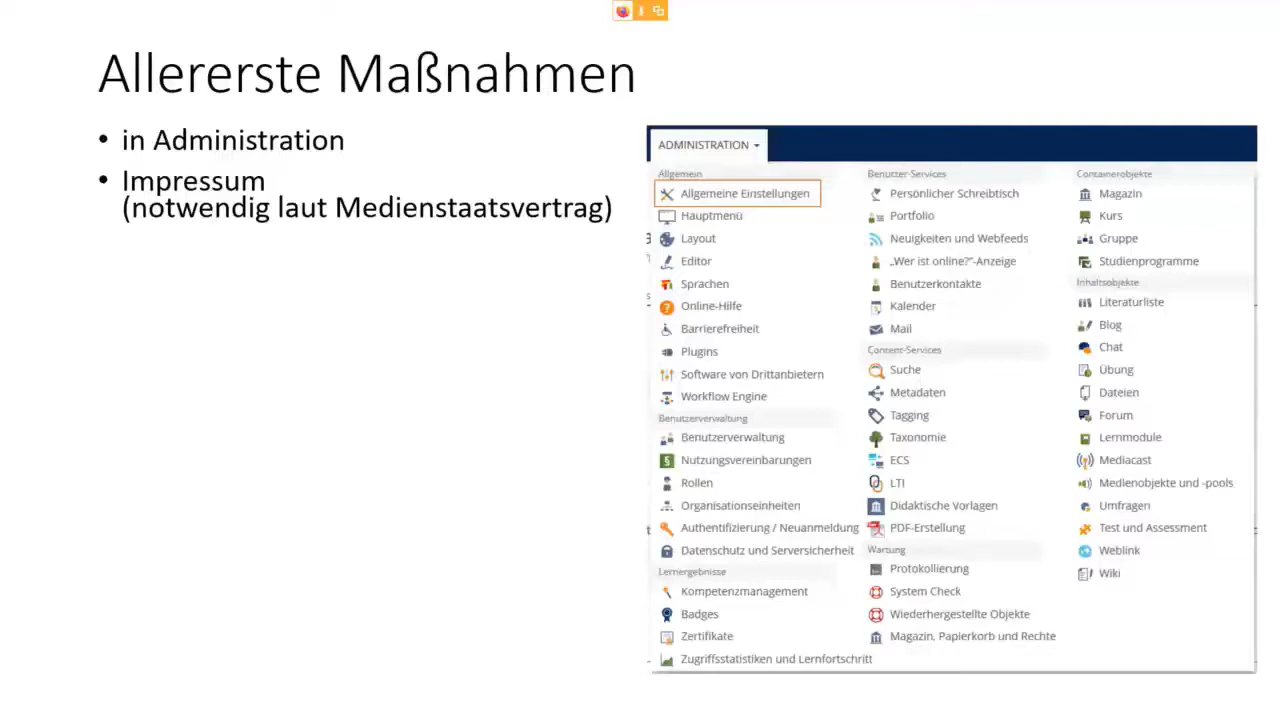 Allererste Maßnahmen
• in Administration
• Impressum
(notwendig laut Medienstaatsvertrag)
ADMINISTRATION
Allgemein
Allgemeine Einstellungen
Hauptmenü
Layout
Editor
Sprachen
Online-Hilfe
Barrierefreiheit
Plugins
Software von Drittanbietern
Workflow Engine
Benutzerverwaltung
Benutzerverwaltung
Nutzungsvereinbarungen
Rollen
Organisationseinheiten
Authentifizierung / Neuanmeldung
Datenschutz und Serversicherheit
Lernergebnisse
Kompetenzmanagement
Badges
Zertifikate
Zugriffsstatistiken und Lernfortschritt
Benutzer-Services
Persönlicher Schreibtisch
Portfolio
Neuigkeiten und Webfeeds
„Wer ist online?“-Anzeige
Benutzerkontakte
Kalender
Mail
Content-Services
Suche
Metadaten
Tagging
Taxonomie
ECS
LTI
Didaktische Vorlagen
PDF-Erstellung
Wartung
Protokollierung
System Check
Wiederhergestellte Objekte
Magazin, Papierkorb und Rechte
Containerobjekte
Magazin
Kurs
Gruppe
Studienprogramme
Inhaltsobjekte
Literaturliste
Blog
Chat
Übung
Dateien
Forum
Lernmodule
Mediacast
Medienobjekte und -pools
Umfragen
Test und Assessment
Weblink
Wiki